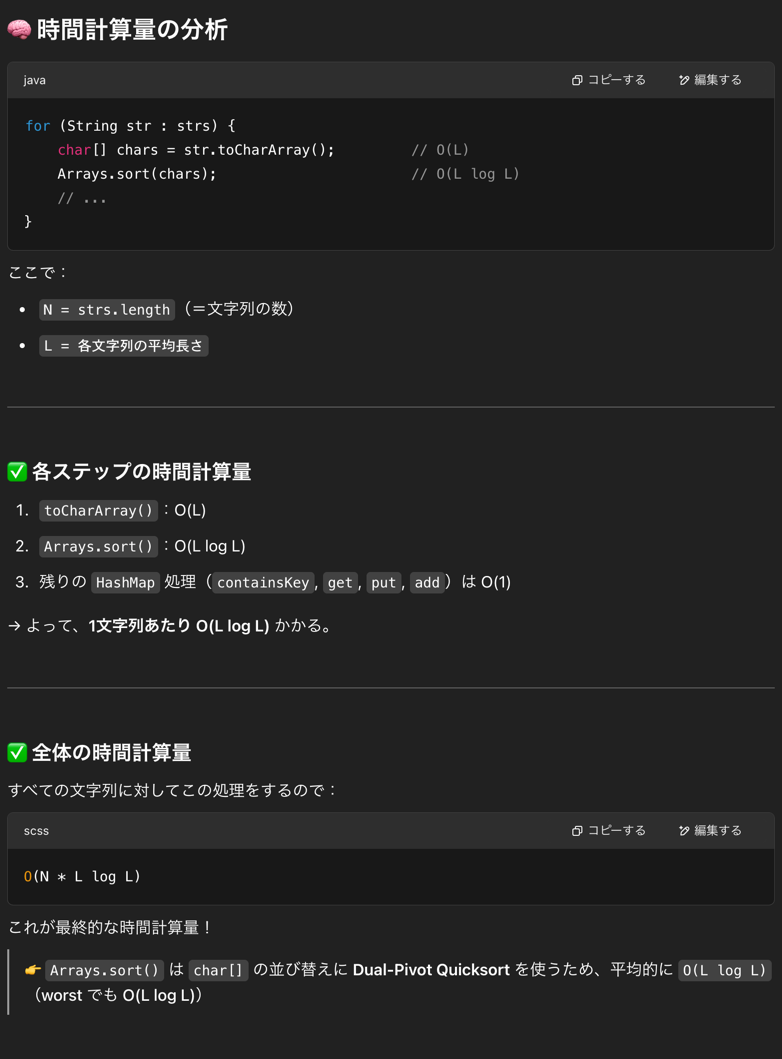 🧠 時間計算量の分析
java コピーする 編集する
for (String str : strs) {
    char[] chars = str.toCharArray();         // O(L)
    Arrays.sort(chars);                       // O(L log L)
    // ...
}
ここで：
• N = strs.length（＝文字列の数）
• L = 各文字列の平均長さ
✅ 各ステップの時間計算量
1. toCharArray()：O(L)
2. Arrays.sort()：O(L log L)
3. 残りの HashMap 処理（containsKey, get, put, add）は O(1)
→ よって、1文字列あたり O(L log L) かかる。
✅ 全体の時間計算量
すべての文字列に対してこの処理をするので：
scss コピーする 編集する
O(N * L log L)
これが最終的な時間計算量！
👉 Arrays.sort() は char[] の並び替えに Dual-Pivot Quicksort を使うため、平均的に O(L log L)
（worst でも O(L log L)）